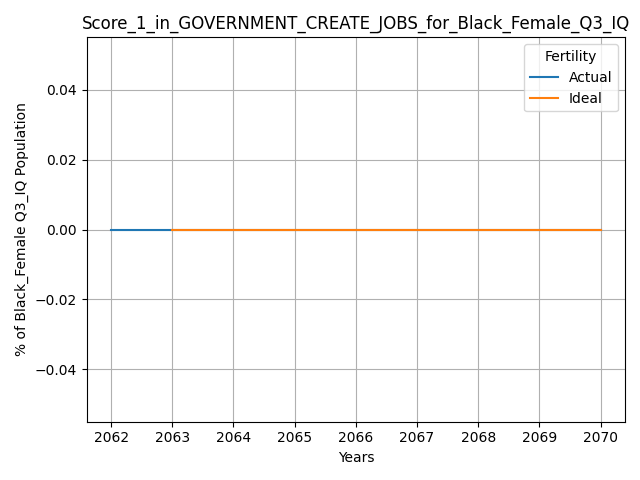 Score_1_in_GOVERNMENT_CREATE_JOBS_for_Black_Female_Q3_IQ
Fertility
Actual
Ideal
% of Black_Female Q3_IQ Population
0.04
0.02
0.00
−0.02
−0.04
2062 2063 2064 2065 2066 2067 2068 2069 2070
Years